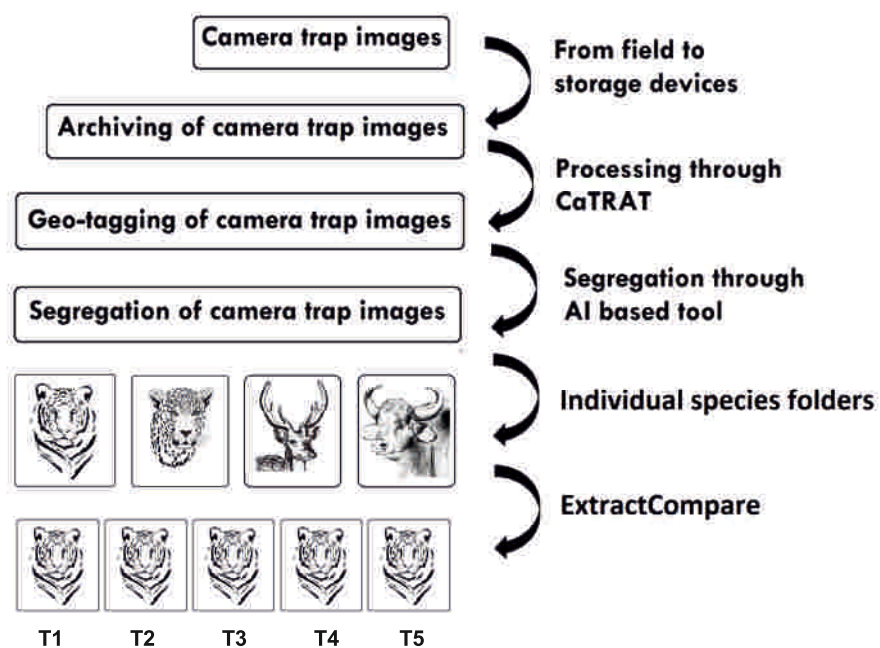 Camera trap images
From field to
storage devices
Archiving of camera trap images
Processing through
CaTRAT
Geo-tagging of camera trap images
Segregation through
AI based tool
Segregation of camera trap images
Individual species folders
ExtractCompare
T1 T2 T3 T4 T5